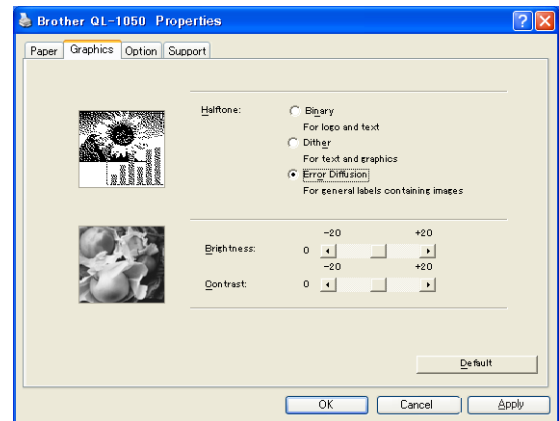 Brother QL-1050 Properties
Paper Graphics Option Support
Halftone:
Binary
For logo and text
Dither
For text and graphics
Error Diffusion
For general labels containing images
-20 +20
Brightness: 0
-20 +20
Contrast: 0
Default
OK Cancel Apply